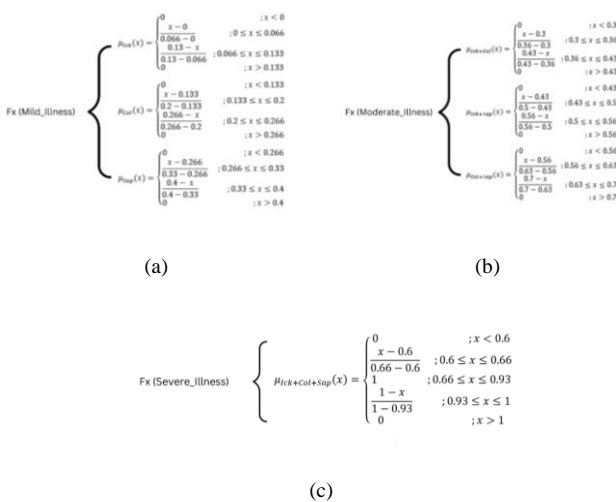 Fx (Mild_Illness)
μ_Ick(x) =
0 ; x < 0
x − 0 / 0.066 − 0 ; 0 ≤ x ≤ 0.066
0.13 − x / 0.13 − 0.066 ; 0.066 ≤ x ≤ 0.133
0 ; x > 0.133
μ_Col(x) =
0 ; x < 0.133
x − 0.133 / 0.2 − 0.133 ; 0.133 ≤ x ≤ 0.2
0.266 − x / 0.266 − 0.2 ; 0.2 ≤ x ≤ 0.266
0 ; x > 0.266
μ_Sap(x) =
0 ; x < 0.266
x − 0.266 / 0.33 − 0.266 ; 0.266 ≤ x ≤ 0.33
0.4 − x / 0.4 − 0.33 ; 0.33 ≤ x ≤ 0.4
0 ; x > 0.4
(a)
Fx (Moderate_Illness)
μ_Ick+Col(x) =
0 ; x < 0.3
x − 0.3 / 0.36 − 0.3 ; 0.3 ≤ x ≤ 0.36
0.43 − x / 0.43 − 0.36 ; 0.36 ≤ x ≤ 0.43
0 ; x > 0.43
μ_Ick+Sap(x) =
0 ; x < 0.43
x − 0.43 / 0.5 − 0.43 ; 0.43 ≤ x ≤ 0.5
0.56 − x / 0.56 − 0.5 ; 0.5 ≤ x ≤ 0.56
0 ; x > 0.56
μ_Col+Sap(x) =
0 ; x < 0.56
x − 0.56 / 0.63 − 0.56 ; 0.56 ≤ x ≤ 0.63
0.7 − x / 0.7 − 0.63 ; 0.63 ≤ x ≤ 0.7
0 ; x > 0.7
(b)
Fx (Severe_Illness)
μ_Ick+Col+Sap(x) =
0 ; x < 0.6
x − 0.6 / 0.66 − 0.6 ; 0.6 ≤ x ≤ 0.66
1 ; 0.66 ≤ x ≤ 0.93
1 − x / 1 − 0.93 ; 0.93 ≤ x ≤ 1
0 ; x > 1
(c)